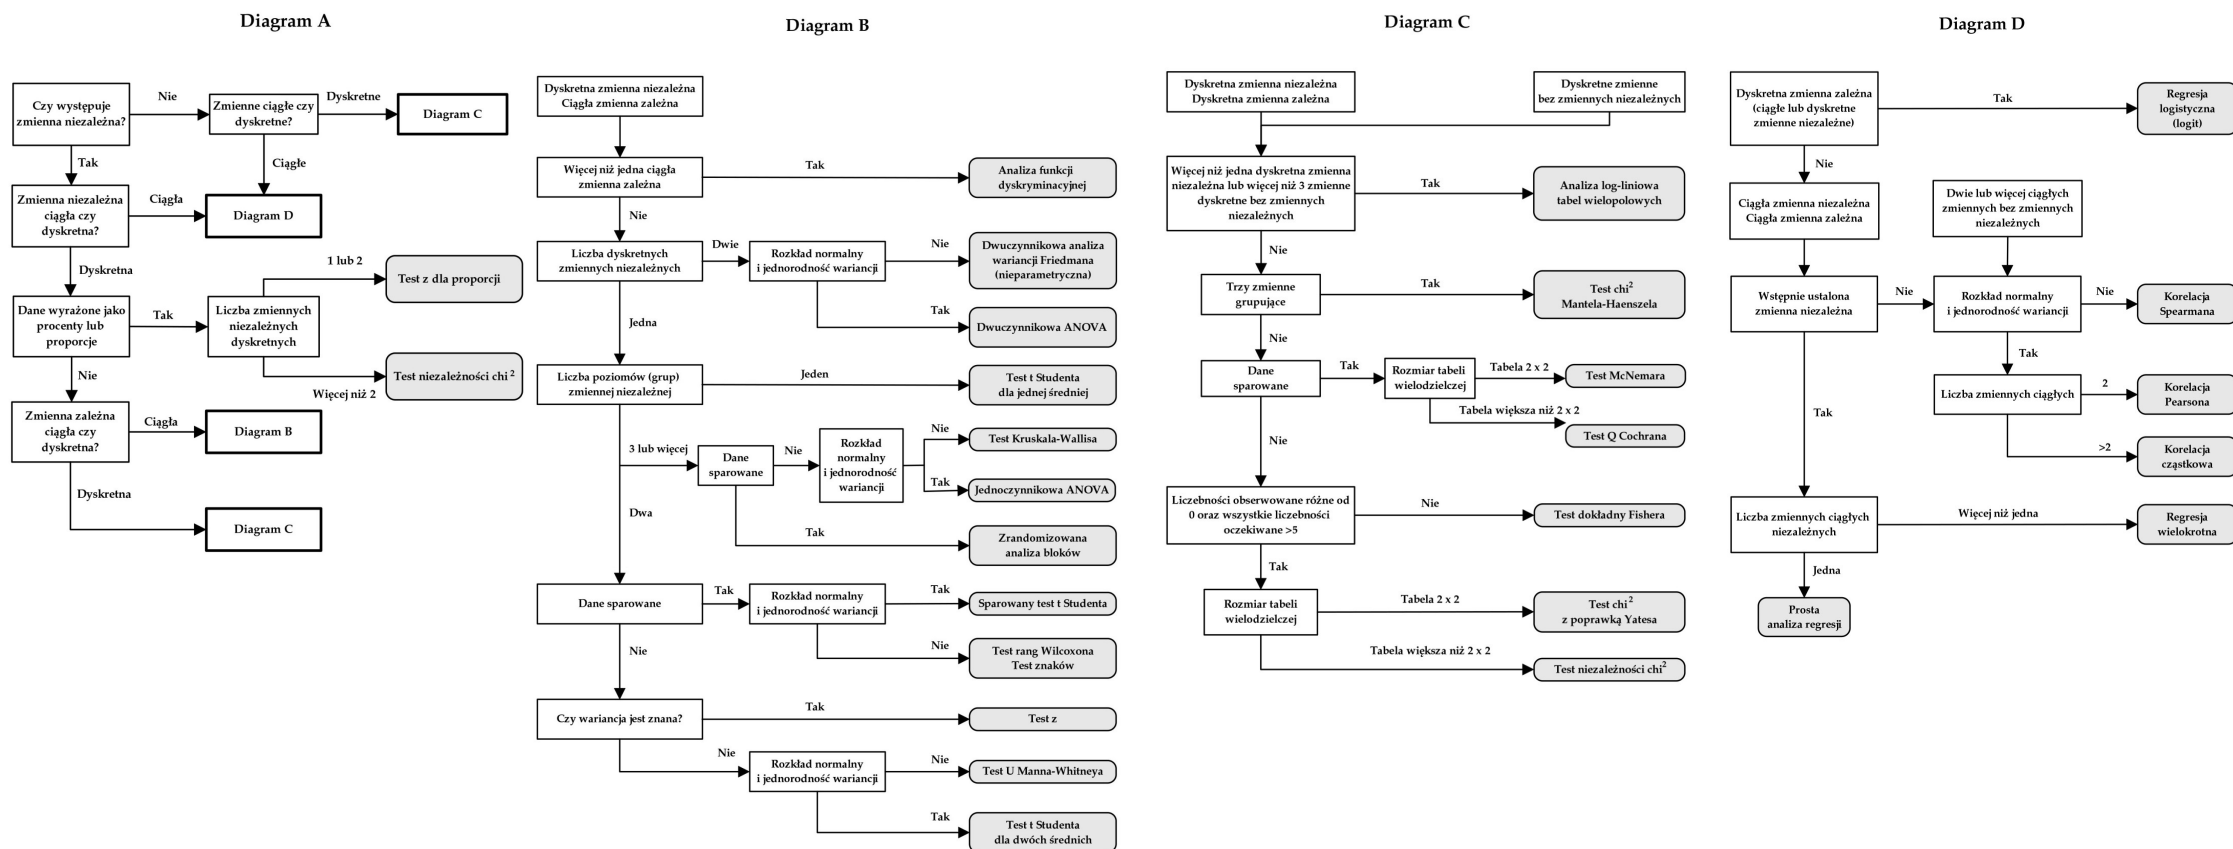 Diagram A
Czy występuje
zmienna niezależna?
Nie
Zmienne ciągłe czy
dyskretne?
Dyskretne
Diagram C
Tak
Ciągłe
Zmienna niezależna
ciągła czy
dyskretna?
Ciągła
Diagram D
Dyskretna
1 lub 2
Test z dla proporcji
Dane wyrażone jako
procenty lub
proporcje
Tak
Liczba zmiennych
niezależnych
dyskretnych
Nie
Więcej niż 2
Test niezależności chi²
Zmienna zależna
ciągła czy
dyskretna?
Ciągła
Diagram B
Dyskretna
Diagram C
Diagram B
Dyskretna zmienna niezależna
Ciągła zmienna zależna
Więcej niż jedna ciągła
zmienna zależna
Tak
Analiza funkcji
dyskryminacyjnej
Nie
Liczba dyskretnych
zmiennych niezależnych
Dwie
Rozkład normalny
i jednorodność wariancji
Nie
Dwuczynnikowa analiza
wariancji Friedmana
(nieparametryczna)
Tak
Dwuczynnikowa ANOVA
Jedna
Liczba poziomów (grup)
zmiennej niezależnej
Jeden
Test t Studenta
dla jednej średniej
3 lub więcej
Dane
sparowane
Nie
Rozkład
normalny
i jednorodność
wariancji
Nie
Test Kruskala-Wallisa
Tak
Jednoczynnikowa ANOVA
Dwa
Tak
Zrandomizowana
analiza bloków
Dane sparowane
Tak
Rozkład normalny
i jednorodność wariancji
Tak
Sparowany test t Studenta
Nie
Test rang Wilcoxona
Test znaków
Nie
Czy wariancja jest znana?
Tak
Test z
Nie
Rozkład normalny
i jednorodność wariancji
Nie
Test U Manna-Whitneya
Tak
Test t Studenta
dla dwóch średnich
Diagram C
Dyskretna zmienna niezależna
Dyskretna zmienna zależna
Dyskretne zmienne
bez zmiennych niezależnych
Więcej niż jedna dyskretna zmienna
niezależna lub więcej niż 3 zmienne
dyskretne bez zmiennych
niezależnych
Tak
Analiza log-liniowa
tabel wielopolowych
Nie
Trzy zmienne
grupujące
Tak
Test chi²
Mantela-Haenszela
Nie
Dane
sparowane
Tak
Rozmiar tabeli
wielodzielczej
Tabela 2 x 2
Test McNemara
Tabela większa niż 2 x 2
Test Q Cochrana
Nie
Liczebności obserwowane różne od
0 oraz wszystkie liczebności
oczekiwane >5
Nie
Test dokładny Fishera
Tak
Rozmiar tabeli
wielodzielczej
Tabela 2 x 2
Test chi²
z poprawką Yatesa
Tabela większa niż 2 x 2
Test niezależności chi²
Diagram D
Dyskretna zmienna zależna
(ciągłe lub dyskretne
zmienne niezależne)
Tak
Regresja
logistyczna
(logit)
Nie
Ciągła zmienna niezależna
Ciągła zmienna zależna
Dwie lub więcej ciągłych
zmiennych bez zmiennych
niezależnych
Wstępnie ustalona
zmienna niezależna
Nie
Rozkład normalny
i jednorodność wariancji
Nie
Korelacja
Spearmana
Tak
Liczba zmiennych ciągłych
2
Korelacja
Pearsona
>2
Korelacja
cząstkowa
Tak
Liczba zmiennych ciągłych
niezależnych
Więcej niż jedna
Regresja
wielokrotna
Jedna
Prosta
analiza regresji